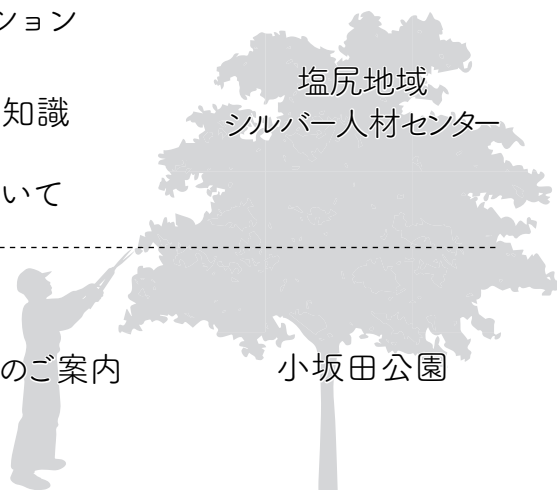 ション
知識
いて
塩尻地域
シルバー人材センター
のご案内
小坂田公園